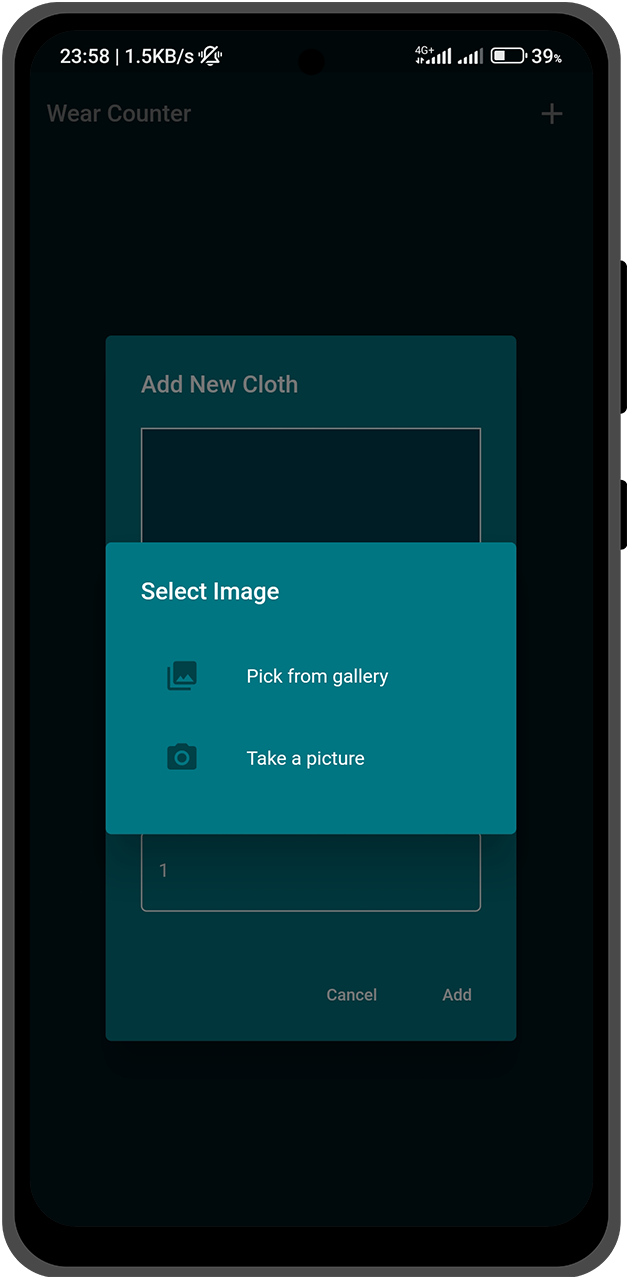 23:58 | 1.5KB/s 4G+ 39%
Wear Counter +
Add New Cloth
Select Image
Pick from gallery
Take a picture
1
Cancel Add